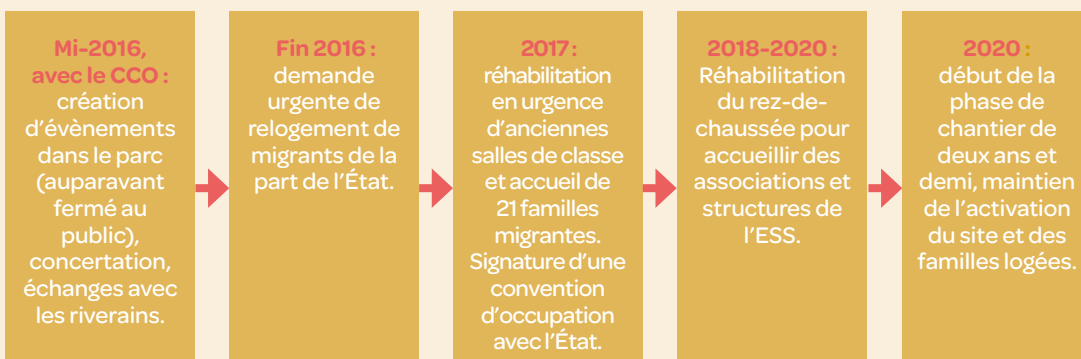 Mi-2016,
avec le CCO :
création
d’évènements
dans le parc
(auparavant
fermé au
public),
concertation,
échanges avec
les riverains.
Fin 2016 :
demande
urgente de
relogement de
migrants de la
part de l’État.
2017 :
réhabilitation
en urgence
d’anciennes
salles de classe
et accueil de
21 familles
migrantes.
Signature d’une
convention
d’occupation
avec l’État.
2018-2020 :
Réhabilitation
du rez-de-
chaussée pour
accueillir des
associations et
structures de
l’ESS.
2020 :
début de la
phase de
chantier de
deux ans et
demi, maintien
de l’activation
du site et des
familles logées.